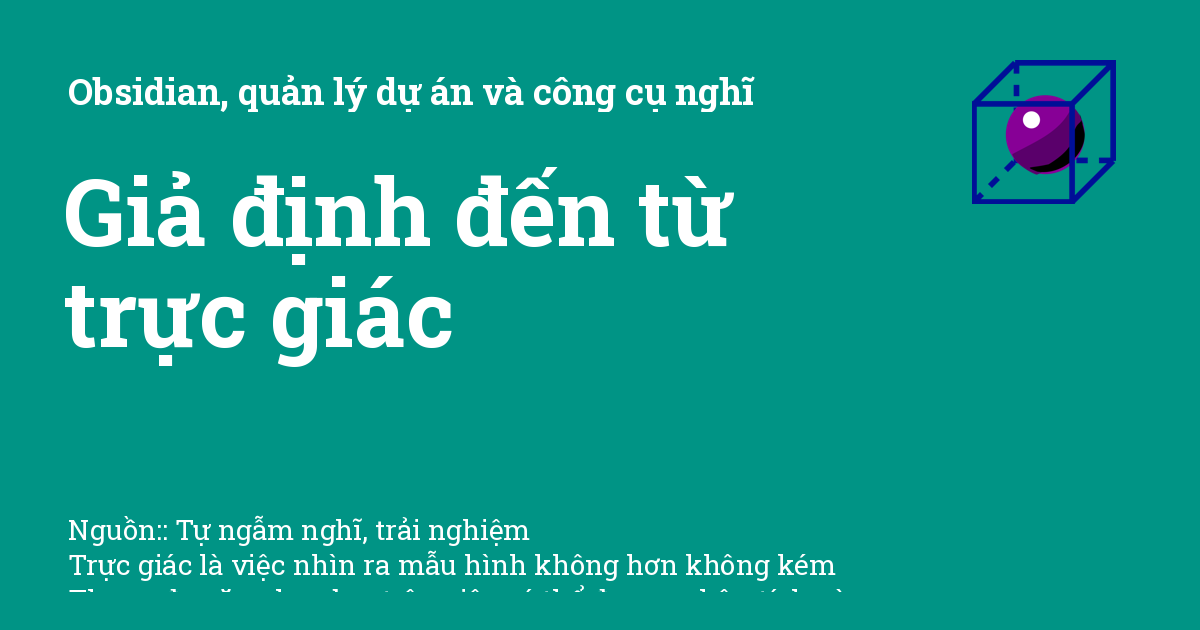 Obsidian, quản lý dự án và công cụ nghĩ
Giả định đến từ
trực giác
Nguồn:: Tự ngẫm nghĩ, trải nghiệm
Trực giác là việc nhìn ra mẫu hình không hơn không kém